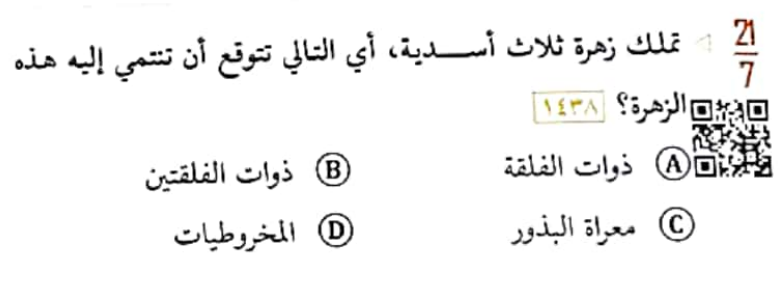 21/7 تملك زهرة ثلاث أسدية، أي التالي تتوقع أن تنتمي إليه هذه
الزهرة؟ ١٤٣٨
A ذوات الفلقة B ذوات الفلقتين
C معراة البذور D المخروطيات